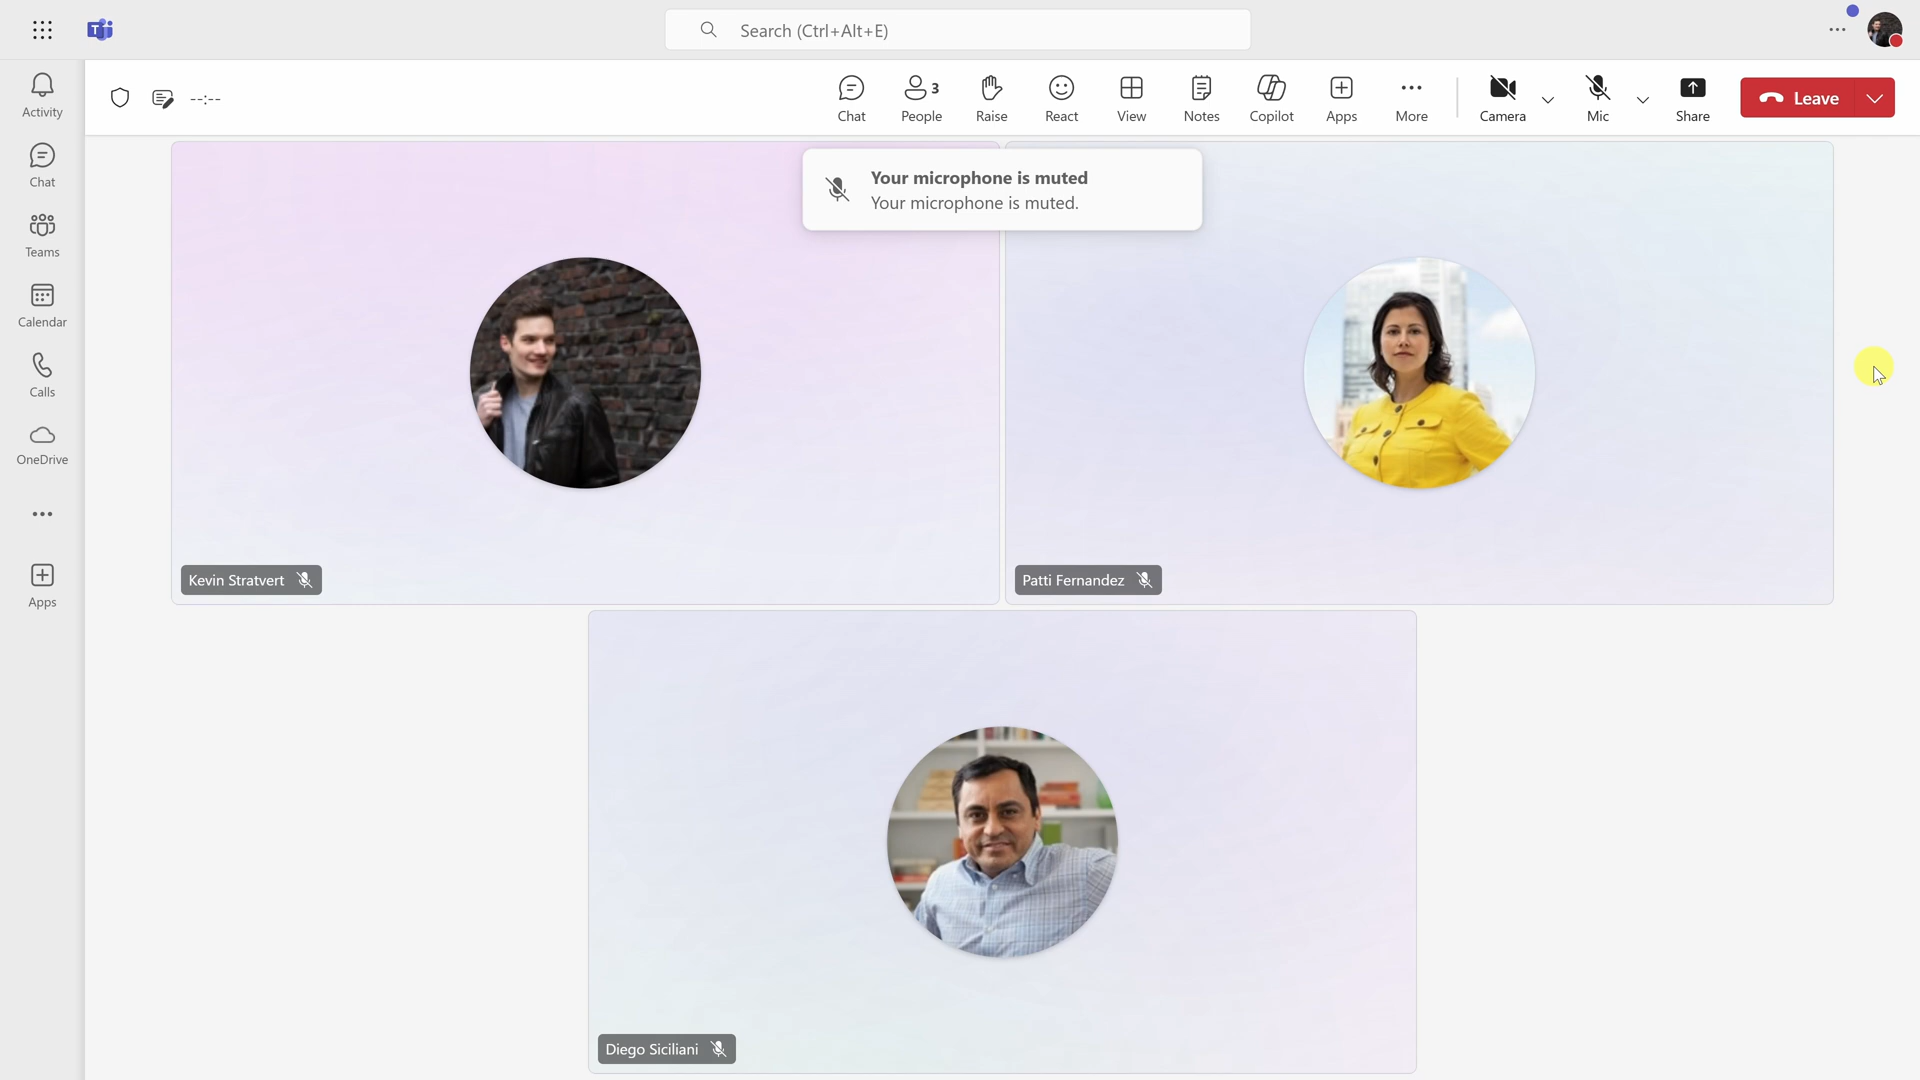 Search (Ctrl+Alt+E)
Activity
Chat
Teams
Calendar
Calls
OneDrive
Apps
--:--
Chat
People
3
Raise
React
View
Notes
Copilot
Apps
More
Camera
Mic
Share
Leave
Your microphone is muted
Your microphone is muted.
Kevin Stratvert
Patti Fernandez
Diego Siciliani